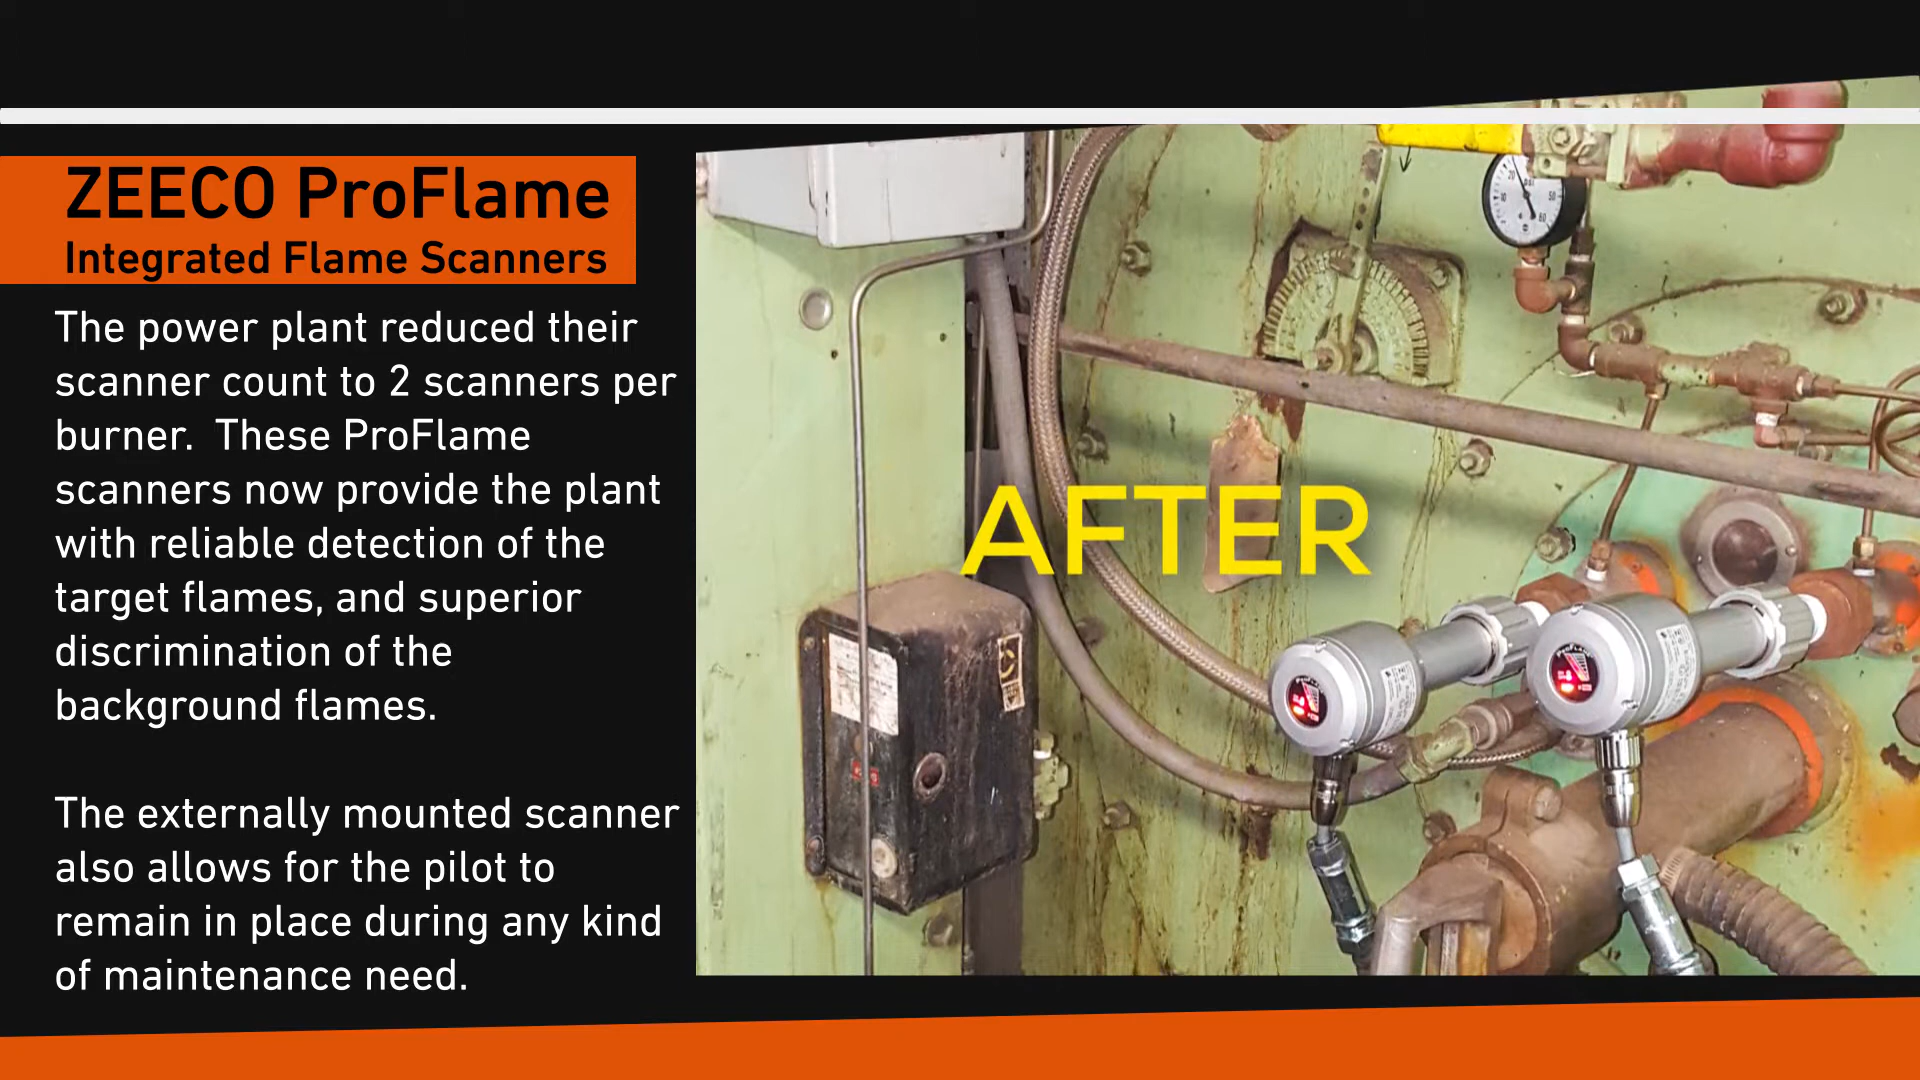 ZEECO ProFlame
Integrated Flame Scanners
The power plant reduced their
scanner count to 2 scanners per
burner.  These ProFlame
scanners now provide the plant
with reliable detection of the
target flames, and superior
discrimination of the
background flames.
The externally mounted scanner
also allows for the pilot to
remain in place during any kind
of maintenance need.
AFTER
psi